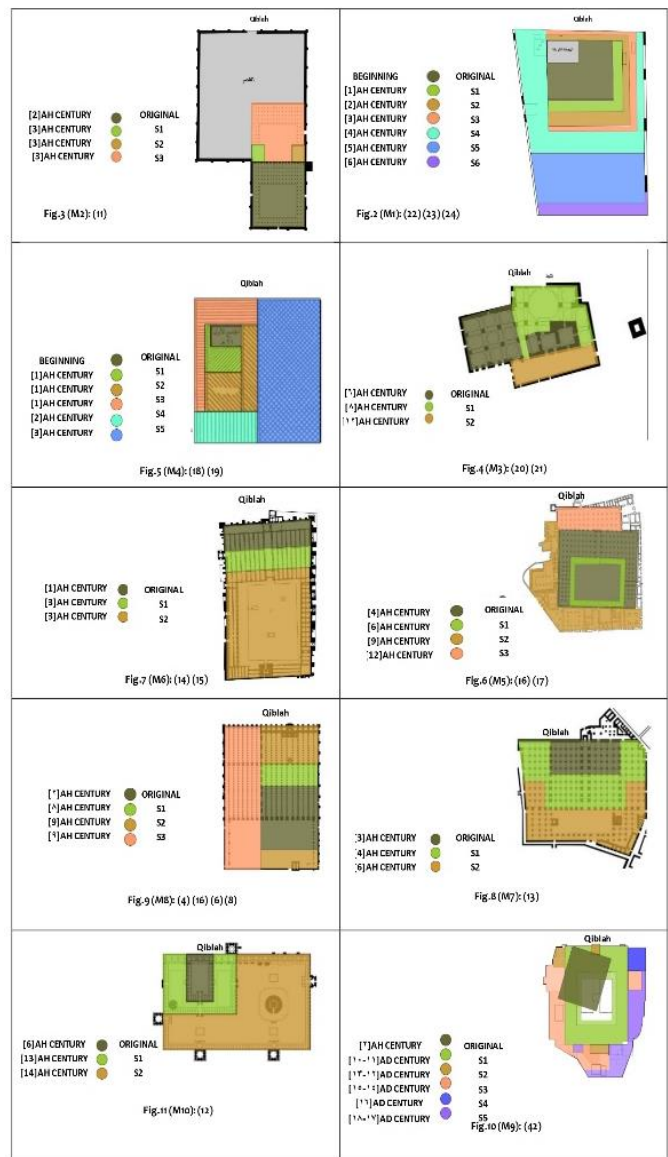 Qiblah
[2]AH CENTURY ORIGINAL
[3]AH CENTURY S1
[3]AH CENTURY S2
[3]AH CENTURY S3
Fig.3 (M2): (11)
Qiblah
BEGINNING ORIGINAL
[1]AH CENTURY S1
[2]AH CENTURY S2
[3]AH CENTURY S3
[4]AH CENTURY S4
[5]AH CENTURY S5
[6]AH CENTURY S6
Fig.2 (M1): (22) (23) (24)
Qiblah
BEGINNING ORIGINAL
[1]AH CENTURY S1
[1]AH CENTURY S2
[1]AH CENTURY S3
[2]AH CENTURY S4
[3]AH CENTURY S5
Fig.5 (M4): (18) (19)
Qiblah
AH CENTURY ORIGINAL
AH CENTURY S1
AH CENTURY S2
Fig.4 (M3): (20) (21)
Qiblah
[1]AH CENTURY ORIGINAL
[3]AH CENTURY S1
[3]AH CENTURY S2
Fig.7 (M6): (14) (15)
Qiblah
[4]AH CENTURY ORIGINAL
[6]AH CENTURY S1
[9]AH CENTURY S2
[12]AH CENTURY S3
Fig.6 (M5): (16) (17)
Qiblah
AH CENTURY ORIGINAL
[٨]AH CENTURY S1
[9]AH CENTURY S2
[٩]AH CENTURY S3
Fig.9 (M8): (4) (16) (6) (8)
Qiblah
[3]AH CENTURY ORIGINAL
[4]AH CENTURY S1
[6]AH CENTURY S2
Fig.8 (M7): (13)
Qiblah
[6]AH CENTURY ORIGINAL
[13]AH CENTURY S1
[14]AH CENTURY S2
Fig.11 (M10): (12)
Qiblah
AH CENTURY ORIGINAL
[١٠-١١]AD CENTURY S1
AD CENTURY S2
AD CENTURY S3
AD CENTURY S4
[١٨-١٧]AD CENTURY S5
Fig.10 (M9): (42)